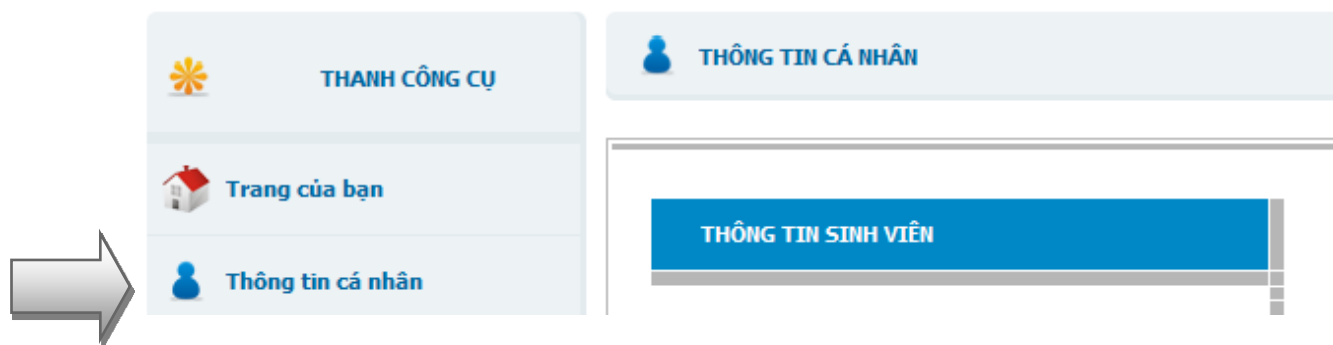 THANH CÔNG CỤ
Trang của bạn
Thông tin cá nhân
THÔNG TIN CÁ NHÂN
THÔNG TIN SINH VIÊN